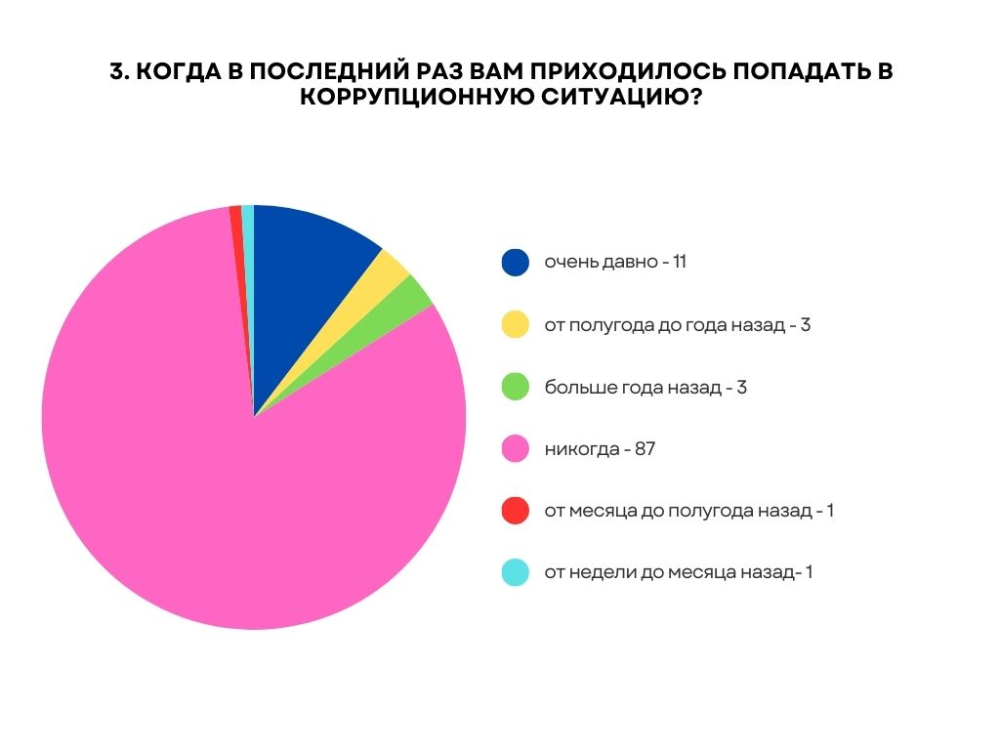 3. КОГДА В ПОСЛЕДНИЙ РАЗ ВАМ ПРИХОДИЛОСЬ ПОПАДАТЬ В
КОРРУПЦИОННУЮ СИТУАЦИЮ?
очень давно - 11
от полугода до года назад - 3
больше года назад - 3
никогда - 87
от месяца до полугода назад - 1
от недели до месяца назад- 1